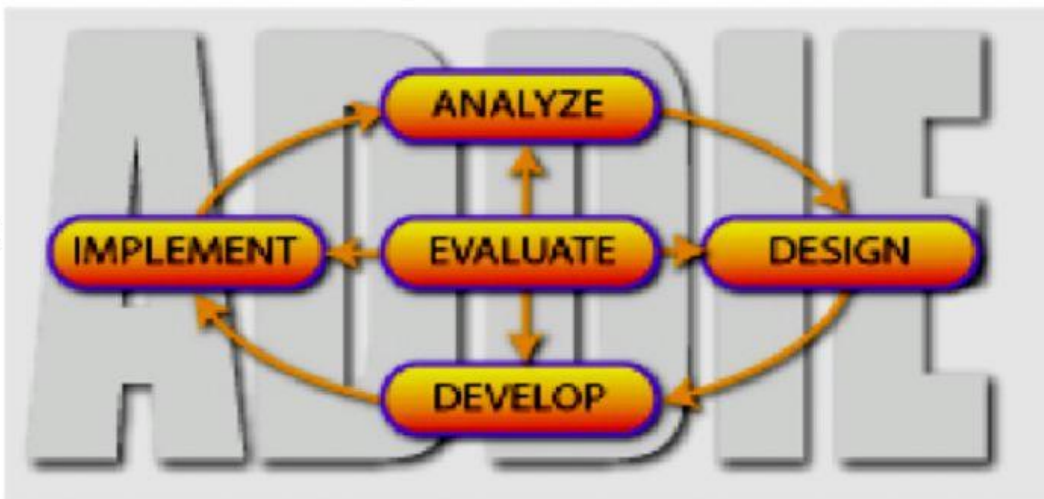 ADDIE
ANALYZE
IMPLEMENT EVALUATE DESIGN
DEVELOP